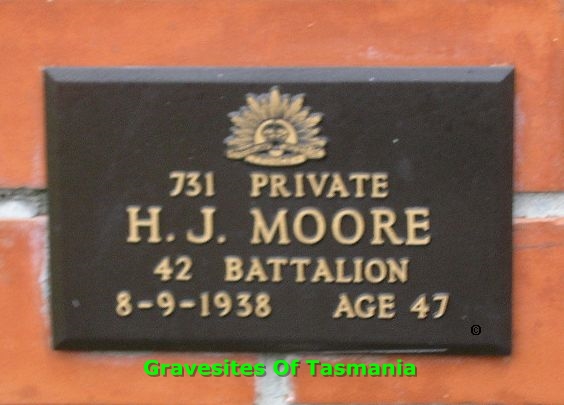 731 PRIVATE
H. J. MOORE
42 BATTALION
8-9-1938 AGE 47
©
Gravesites Of Tasmania